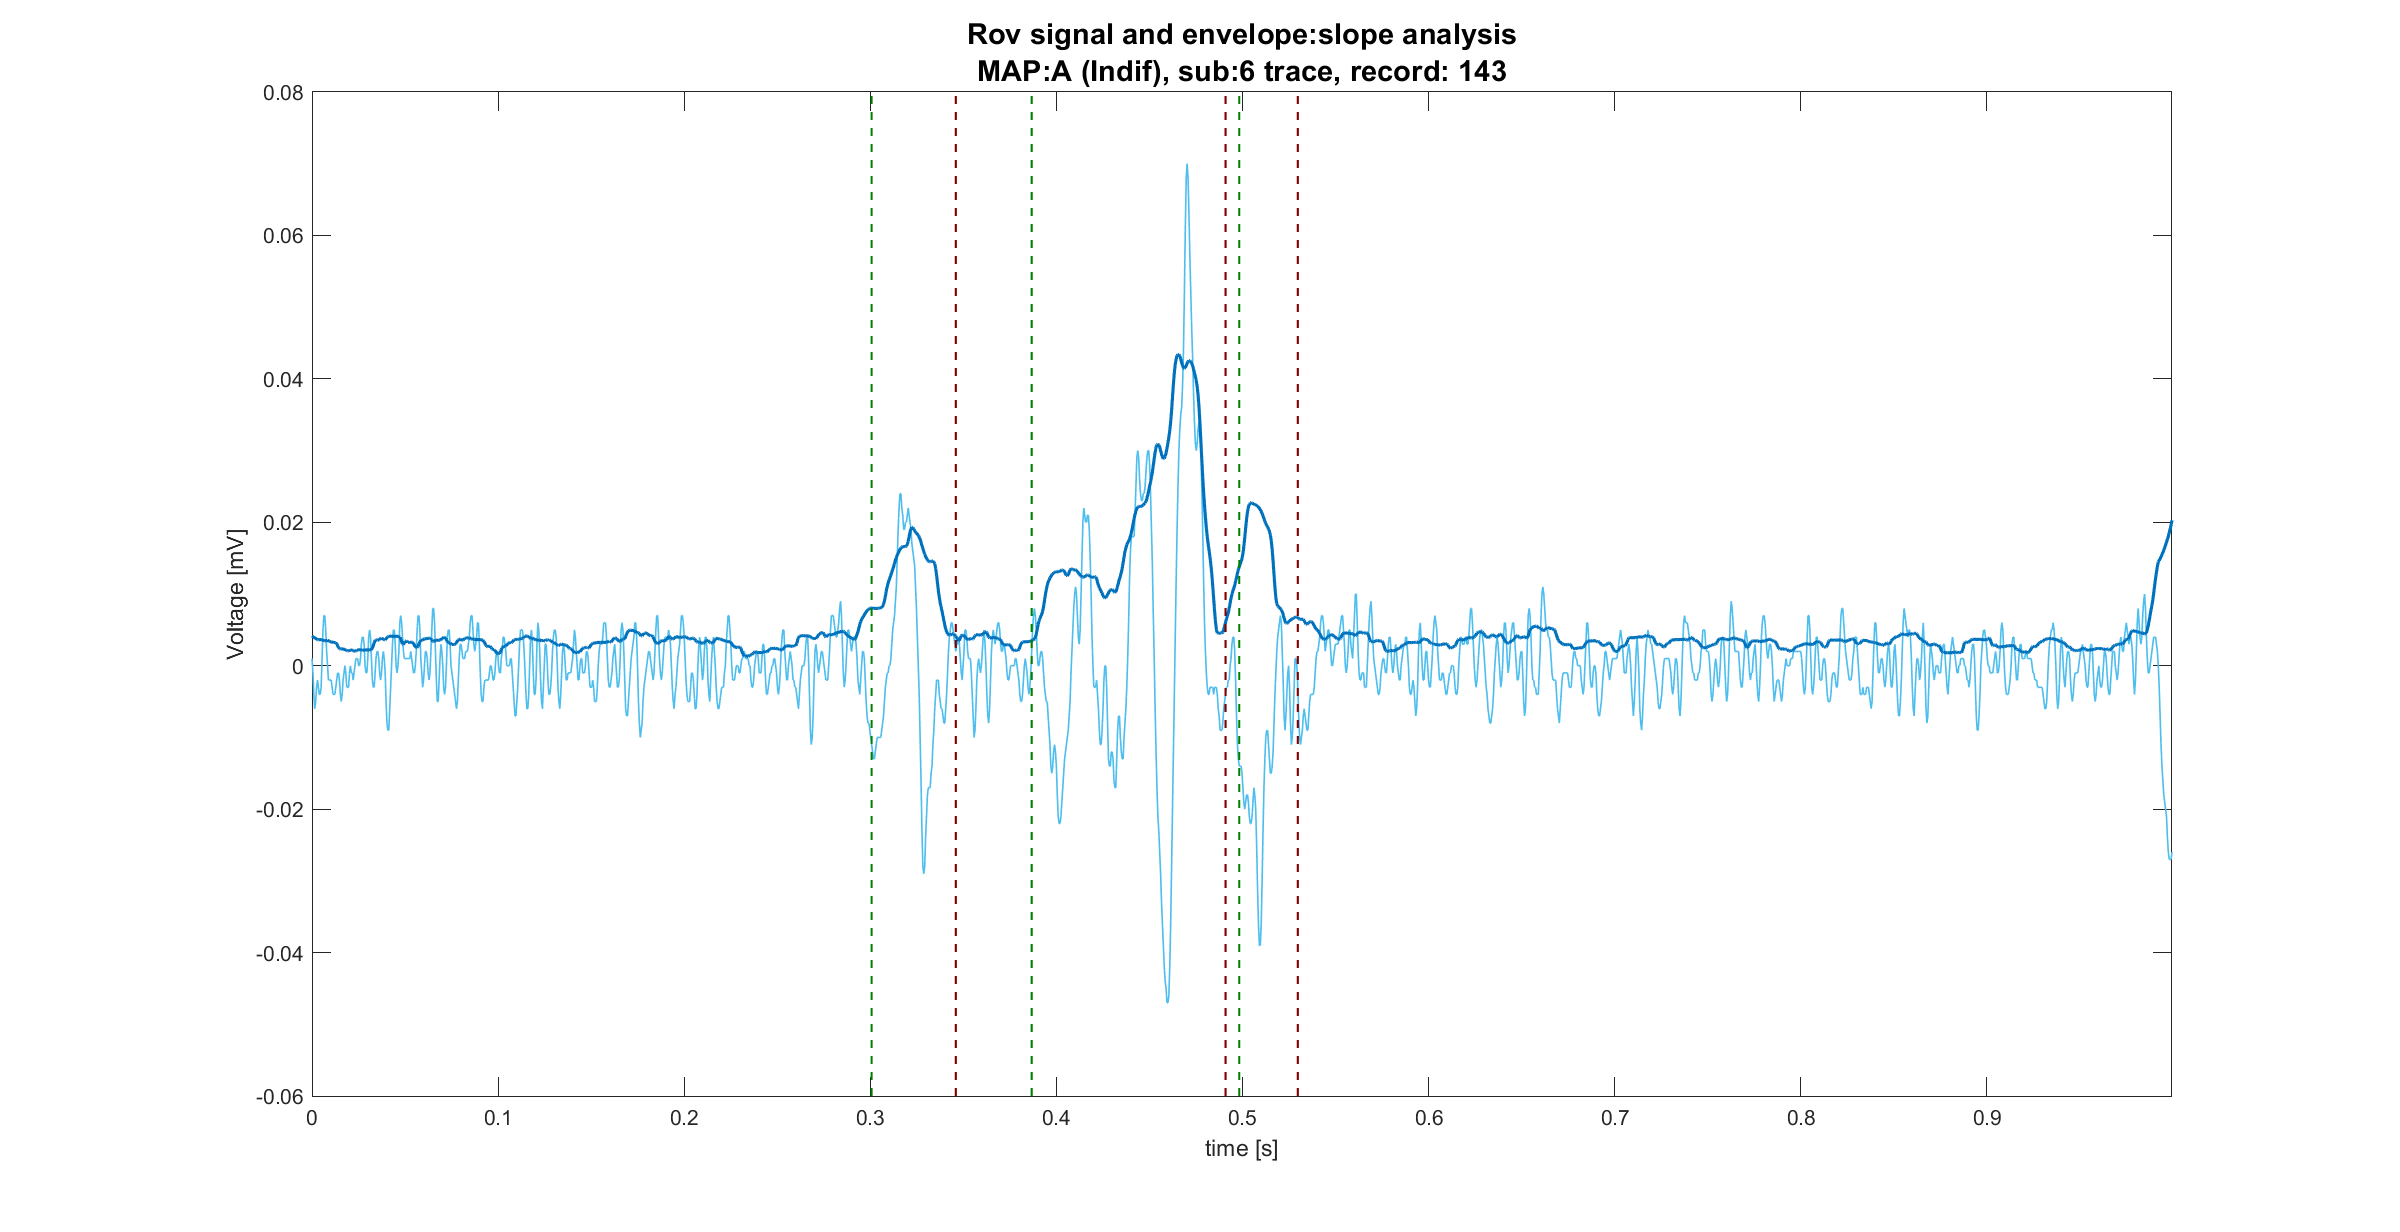 Rov signal and envelope:slope analysis
MAP:A (Indif), sub:6 trace, record: 143
0.08
0.06
0.04
0.02
0
-0.02
-0.04
-0.06
Voltage [mV]
0 0.1 0.2 0.3 0.4 0.5 0.6 0.7 0.8 0.9
time [s]